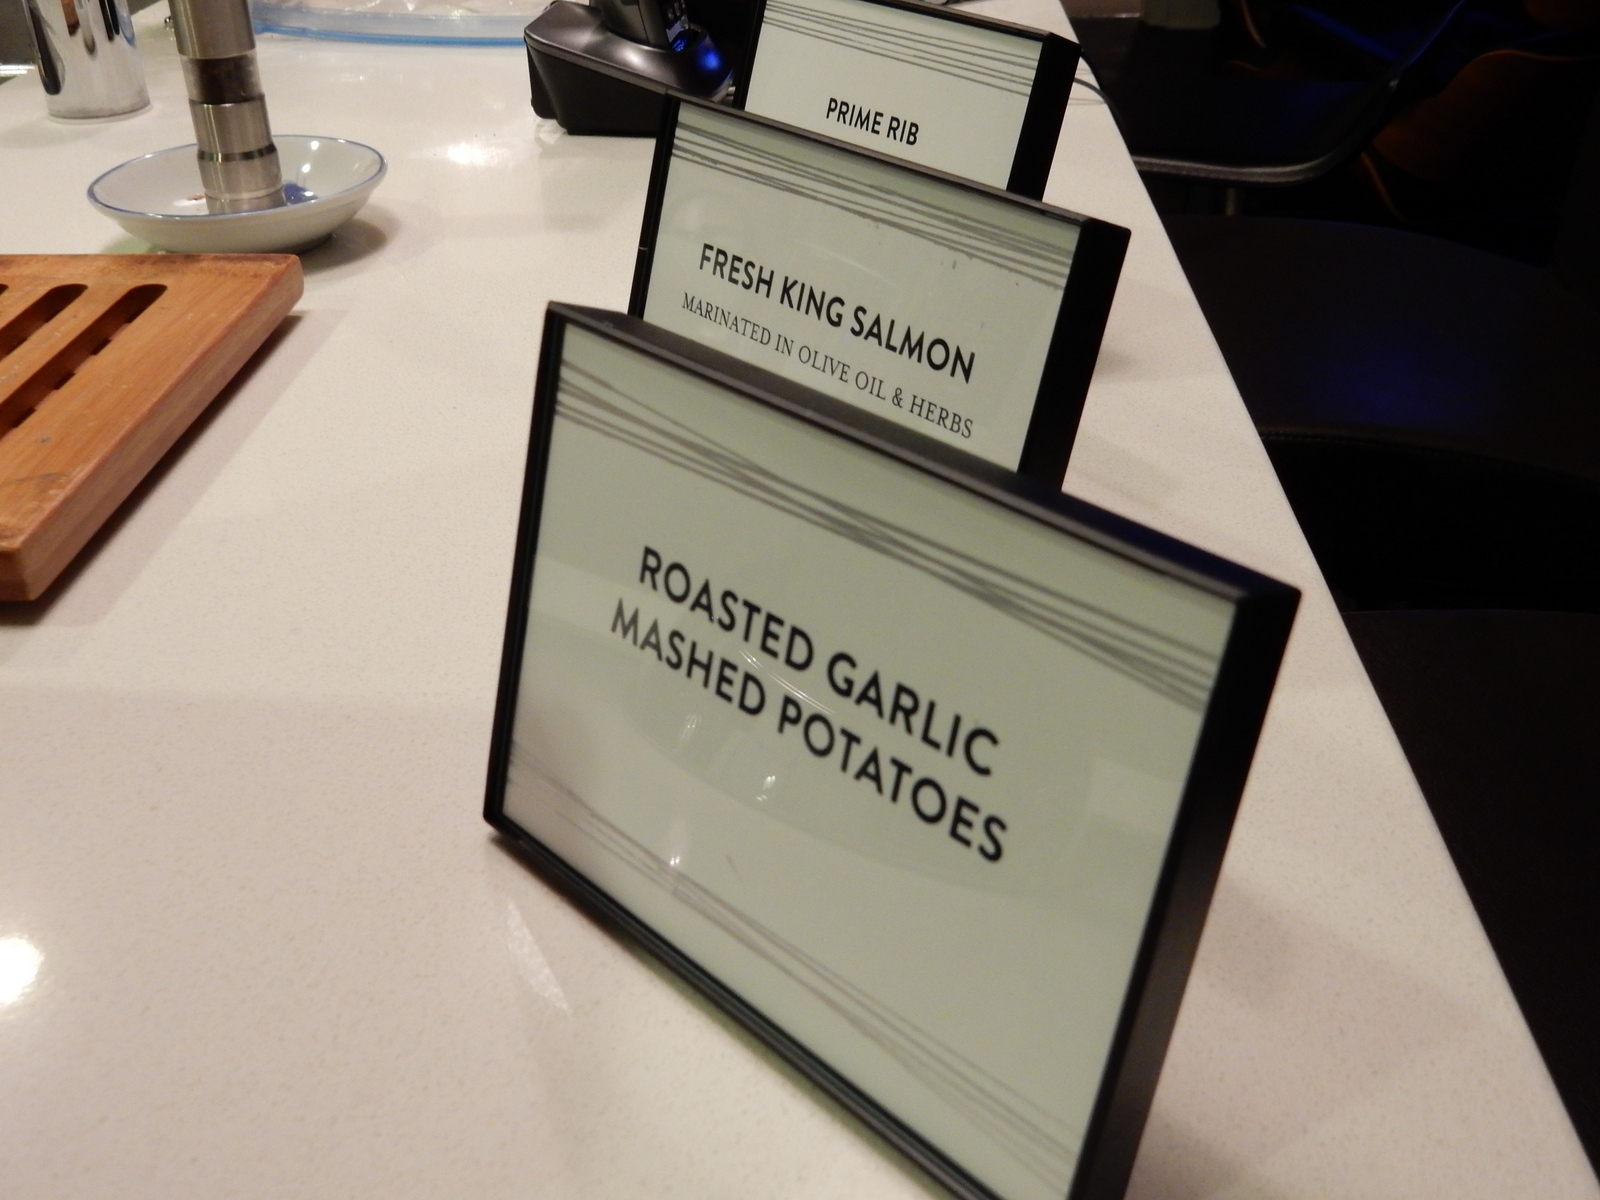 PRIME RIB
FRESH KING SALMON
MARINATED IN OLIVE OIL & HERBS
ROASTED GARLIC
MASHED POTATOES